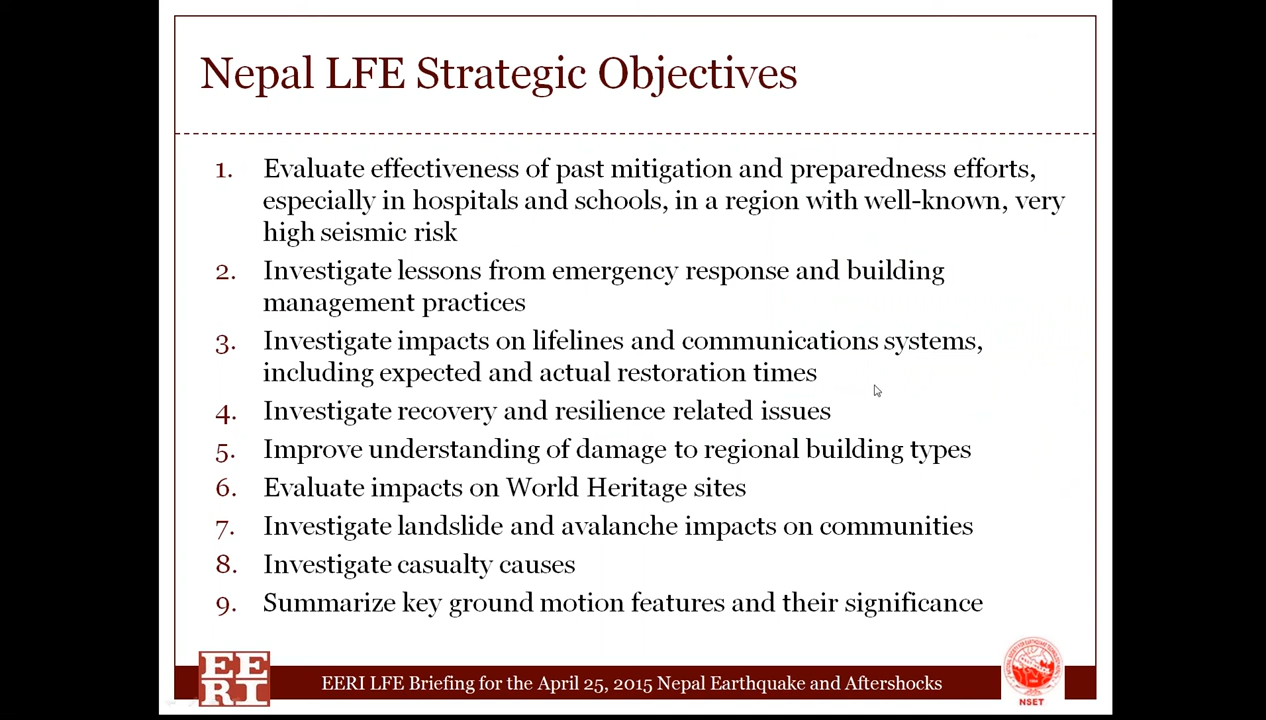 Nepal LFE Strategic Objectives
1. Evaluate effectiveness of past mitigation and preparedness efforts,
especially in hospitals and schools, in a region with well-known, very
high seismic risk
2. Investigate lessons from emergency response and building
management practices
3. Investigate impacts on lifelines and communications systems,
including expected and actual restoration times
4. Investigate recovery and resilience related issues
5. Improve understanding of damage to regional building types
6. Evaluate impacts on World Heritage sites
7. Investigate landslide and avalanche impacts on communities
8. Investigate casualty causes
9. Summarize key ground motion features and their significance
EE
RI
EERI LFE Briefing for the April 25, 2015 Nepal Earthquake and Aftershocks
NSET